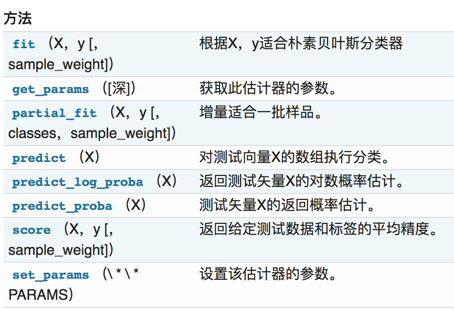 方法
fit （X，y [， 根据X，y适合朴素贝叶斯分类器
sample_weight]）
get_params （[深]） 获取此估计器的参数。
partial_fit （X，y [， 增量适合一批样品。
classes，sample_weight]）
predict （X） 对测试向量X的数组执行分类。
predict_log_proba （X） 返回测试矢量X的对数概率估计。
predict_proba （X） 测试矢量X的返回概率估计。
score （X，y [， 返回给定测试数据和标签的平均精度。
sample_weight]）
set_params （\ * \ * 设置该估计器的参数。
PARAMS）